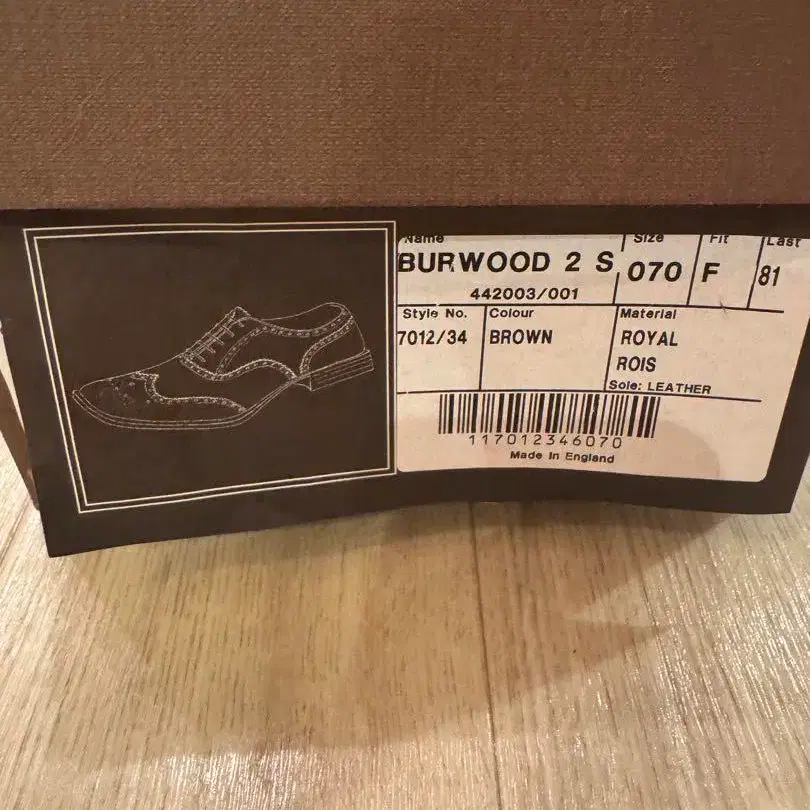 Name Size Fit Last
BURWOOD 2 S 070 F 81
442003/001
Style No. Colour Material
7012/34 BROWN ROYAL
ROIS
Sole: LEATHER
117012346070
Made In England